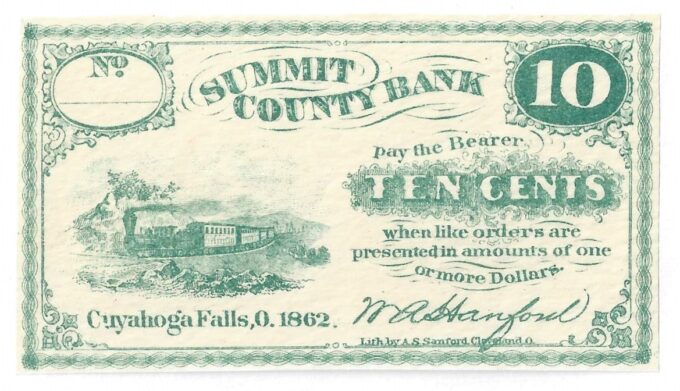 No.
SUMMIT
COUNTY BANK
10
pay the Bearer
TEN CENTS
when like orders are
presented in amounts of one
or more Dollars.
Cuyahoga Falls, O. 1862.
W A Hanford
Lith by A. S. Sanford, Cleveland, O.